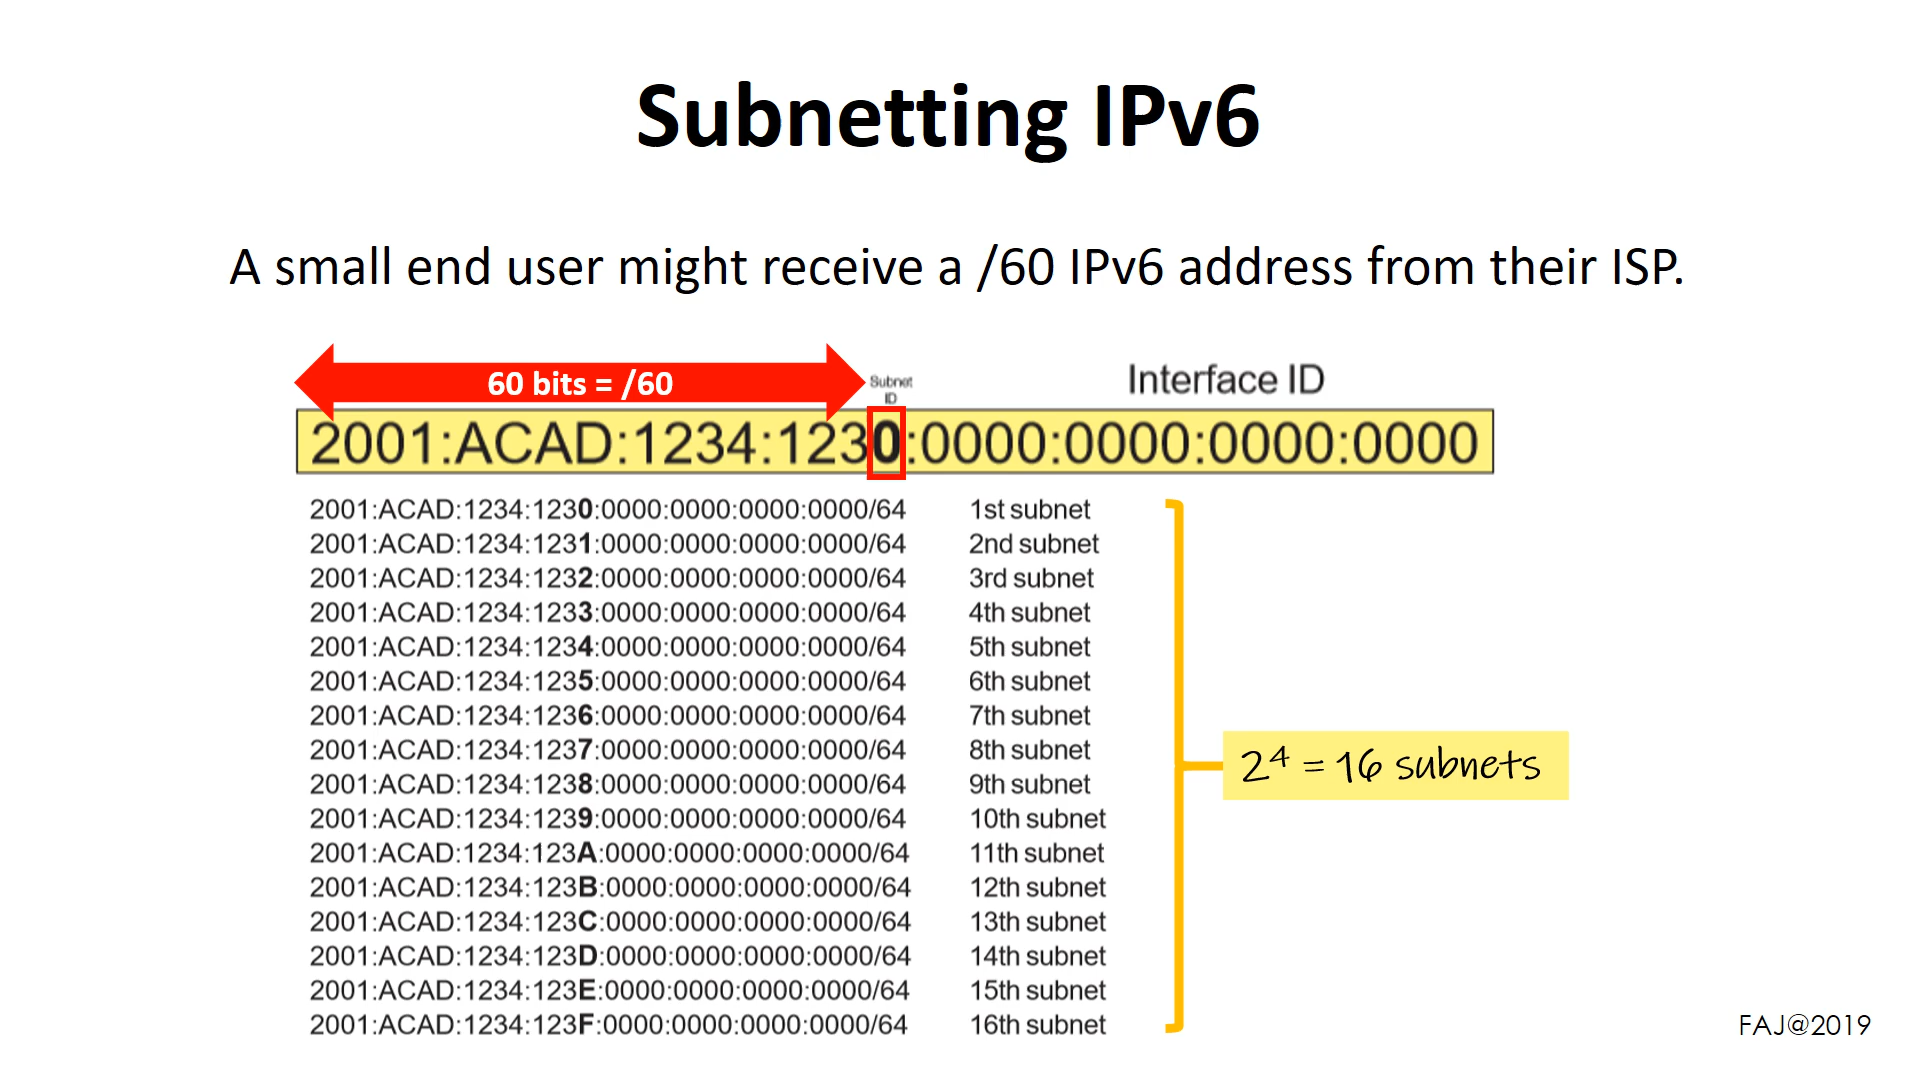 Subnetting IPv6
A small end user might receive a /60 IPv6 address from their ISP.
60 bits = /60
Subnet
ID
Interface ID
2001:ACAD:1234:1230:0000:0000:0000:0000
2001:ACAD:1234:1230:0000:0000:0000:0000/64 1st subnet
2001:ACAD:1234:1231:0000:0000:0000:0000/64 2nd subnet
2001:ACAD:1234:1232:0000:0000:0000:0000/64 3rd subnet
2001:ACAD:1234:1233:0000:0000:0000:0000/64 4th subnet
2001:ACAD:1234:1234:0000:0000:0000:0000/64 5th subnet
2001:ACAD:1234:1235:0000:0000:0000:0000/64 6th subnet
2001:ACAD:1234:1236:0000:0000:0000:0000/64 7th subnet
2001:ACAD:1234:1237:0000:0000:0000:0000/64 8th subnet
2001:ACAD:1234:1238:0000:0000:0000:0000/64 9th subnet
2001:ACAD:1234:1239:0000:0000:0000:0000/64 10th subnet
2001:ACAD:1234:123A:0000:0000:0000:0000/64 11th subnet
2001:ACAD:1234:123B:0000:0000:0000:0000/64 12th subnet
2001:ACAD:1234:123C:0000:0000:0000:0000/64 13th subnet
2001:ACAD:1234:123D:0000:0000:0000:0000/64 14th subnet
2001:ACAD:1234:123E:0000:0000:0000:0000/64 15th subnet
2001:ACAD:1234:123F:0000:0000:0000:0000/64 16th subnet
2⁴ = 16 subnets
FAJ@2019